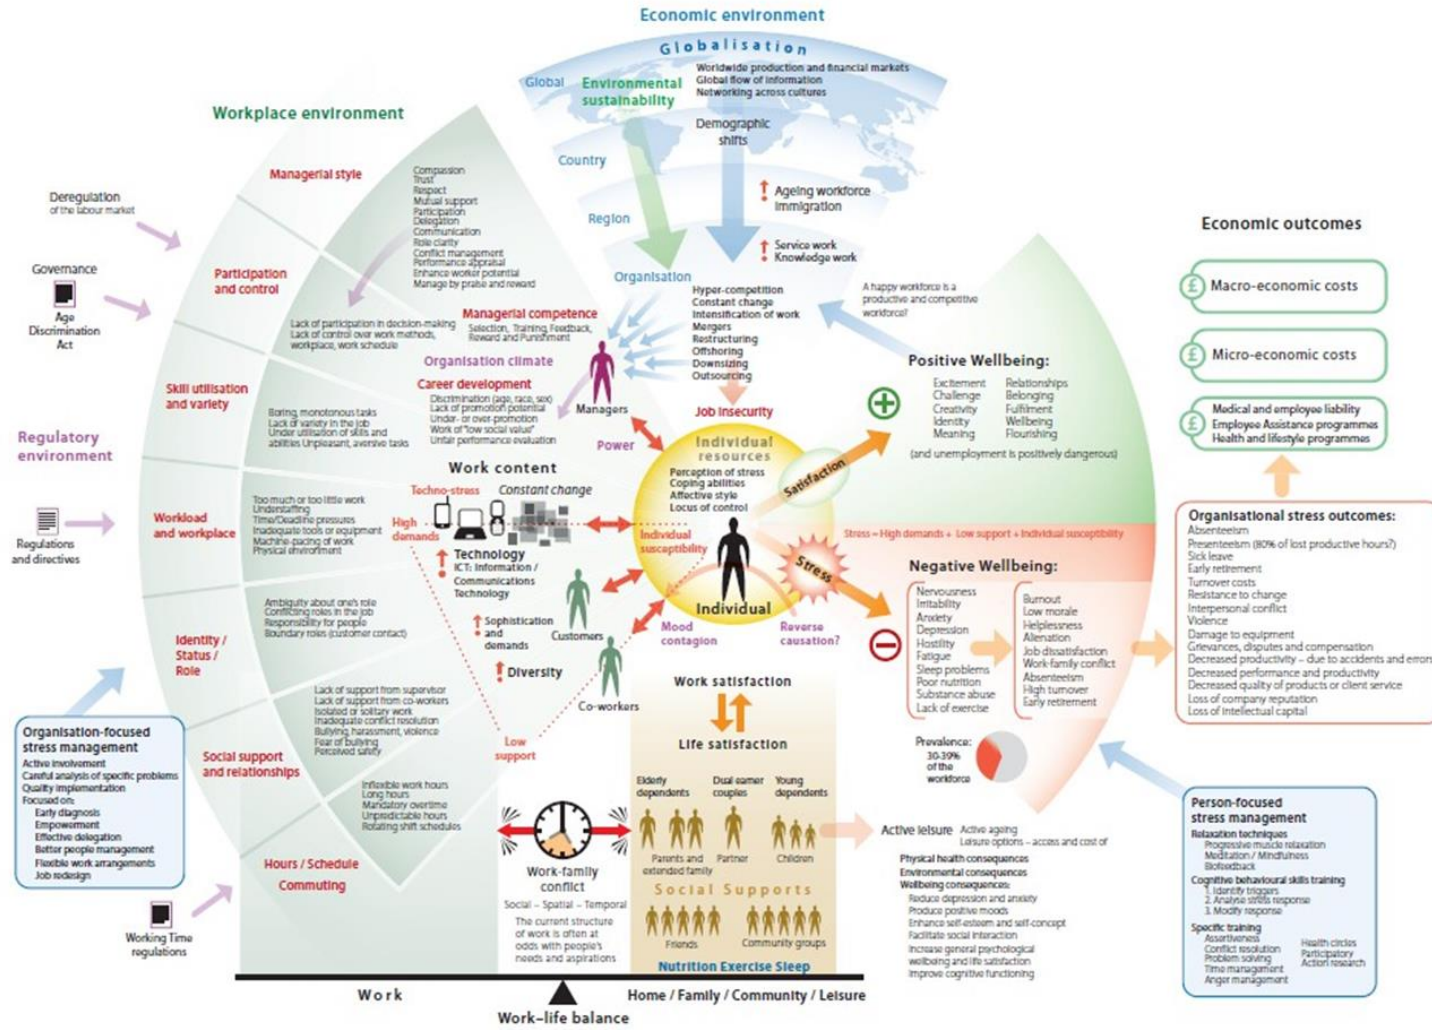 Economic environment
Globalisation
Worldwide production and financial markets
Global flow of information
Networking across cultures
Global
Environmental
sustainability
Demographic
shifts
Country
Region
Organisation
Ageing workforce
Immigration
Service work
Knowledge work
Hyper-competition
Constant change
Intensification of work
Mergers
Restructuring
Offshoring
Downsizing
Outsourcing
Job Insecurity
Workplace environment
Managerial style
Compassion
Trust
Respect
Mutual support
Participation
Delegation
Communication
Role clarity
Conflict management
Performance appraisal
Enhance worker potential
Manage by praise and reward
Deregulation
of the labour market
Governance
Age
Discrimination
Act
Regulatory
environment
Regulations
and directives
Participation
and control
Lack of participation in decision-making
Lack of control over work methods,
workplace, work schedule
Managerial competence
Selection, Training, Feedback,
Reward and Punishment
Organisation climate
Career development
Discrimination (age, race, sex)
Lack of promotion potential
Under- or over-promotion
Work of "low social value"
Unfair performance evaluation
Managers
Power
Skill utilisation
and variety
Boring, monotonous tasks
Lack of variety in the job
Under utilisation of skills and
abilities Unpleasant, aversive tasks
Work content
Techno-stress
Constant change
High
demands
Technology
ICT: Information /
Communications
Technology
Sophistication
and
demands
Diversity
Customers
Co-workers
Low
support
Workload
and workplace
Too much or too little work
Understaffing
Time/Deadline pressures
Inadequate tools or equipment
Machine-pacing of work
Physical environment
Identity /
Status /
Role
Ambiguity about one's role
Conflicting roles in the job
Responsibility for people
Boundary roles (customer contact)
Social support
and relationships
Lack of support from supervisor
Lack of support from co-workers
Isolated or solitary work
Inadequate conflict resolution
Bullying, harassment, violence
Fear of bullying
Perceived safety
Hours / Schedule
Commuting
Inflexible work hours
Long hours
Mandatory overtime
Unpredictable hours
Rotating shift schedules
Organisation-focused
stress management
Active involvement
Careful analysis of specific problems
Quality implementation
Focused on:
Early diagnosis
Empowerment
Effective delegation
Better people management
Flexible work arrangements
Job redesign
Working Time
regulations
Individual
resources
Perception of stress
Coping abilities
Affective style
Locus of control
Individual
susceptibility
Individual
Mood
contagion
Reverse
causation?
Satisfaction
Stress
A happy workforce is a
productive and competitive
workforce?
Positive Wellbeing:
Excitement
Challenge
Creativity
Identity
Meaning
Relationships
Belonging
Fulfilment
Wellbeing
Flourishing
(and unemployment is positively dangerous)
Stress = High demands + Low support + Individual susceptibility
Negative Wellbeing:
Nervousness
Irritability
Anxiety
Depression
Hostility
Fatigue
Sleep problems
Poor nutrition
Substance abuse
Lack of exercise
Burnout
Low morale
Helplessness
Alienation
Job dissatisfaction
Work-family conflict
Absenteeism
High turnover
Early retirement
Prevalence:
30-39%
of the
workforce
Economic outcomes
£ Macro-economic costs
£ Micro-economic costs
£ Medical and employee liability
Employee Assistance programmes
Health and lifestyle programmes
Organisational stress outcomes:
Absenteeism
Presenteeism (80% of lost productive hours?)
Sick leave
Early retirement
Turnover costs
Resistance to change
Interpersonal conflict
Violence
Damage to equipment
Grievances, disputes and compensation
Decreased productivity – due to accidents and errors
Decreased performance and productivity
Decreased quality of products or client service
Loss of company reputation
Loss of intellectual capital
Person-focused
stress management
Relaxation techniques
Progressive muscle relaxation
Meditation / Mindfulness
Biofeedback
Cognitive behavioural skills training
1. Identify triggers
2. Analyse stress response
3. Modify response
Specific training
Assertiveness
Conflict resolution
Problem solving
Time management
Anger management
Health circles
Participatory
Action research
Work satisfaction
Life satisfaction
Elderly
dependents
Dual earner
couples
Young
dependents
Parents and
extended family
Partner
Children
Social Supports
Friends
Community groups
Nutrition Exercise Sleep
Active leisure
Active ageing
Leisure options – access and cost of
Physical health consequences
Environmental consequences
Wellbeing consequences:
Reduce depression and anxiety
Produce positive moods
Enhance self-esteem and self-concept
Facilitate social interaction
Increase general psychological
wellbeing and life satisfaction
Improve cognitive functioning
Work-family
conflict
Social – Spatial – Temporal
The current structure
of work is often at
odds with people's
needs and aspirations
Work
Home / Family / Community / Leisure
Work–life balance